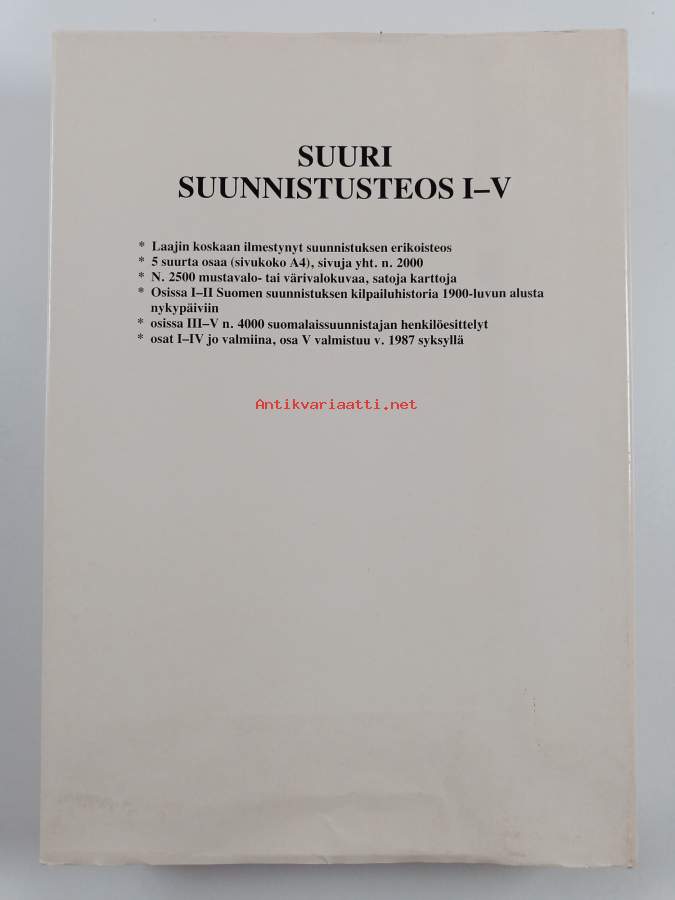 SUURI
SUUNNISTUSTEOS I–V
* Laajin koskaan ilmestynyt suunnistuksen erikoisteos
* 5 suurta osaa (sivukoko A4), sivuja yht. n. 2000
* N. 2500 mustavalo- tai värivalokuvaa, satoja karttoja
* Osissa I–II Suomen suunnistuksen kilpailuhistoria 1900-luvun alusta
nykypäiviin
* osissa III–V n. 4000 suomalaissuunnistajan henkilöesittelyt
* osat I–IV jo valmiina, osa V valmistuu v. 1987 syksyllä
Antikvariaatti.net